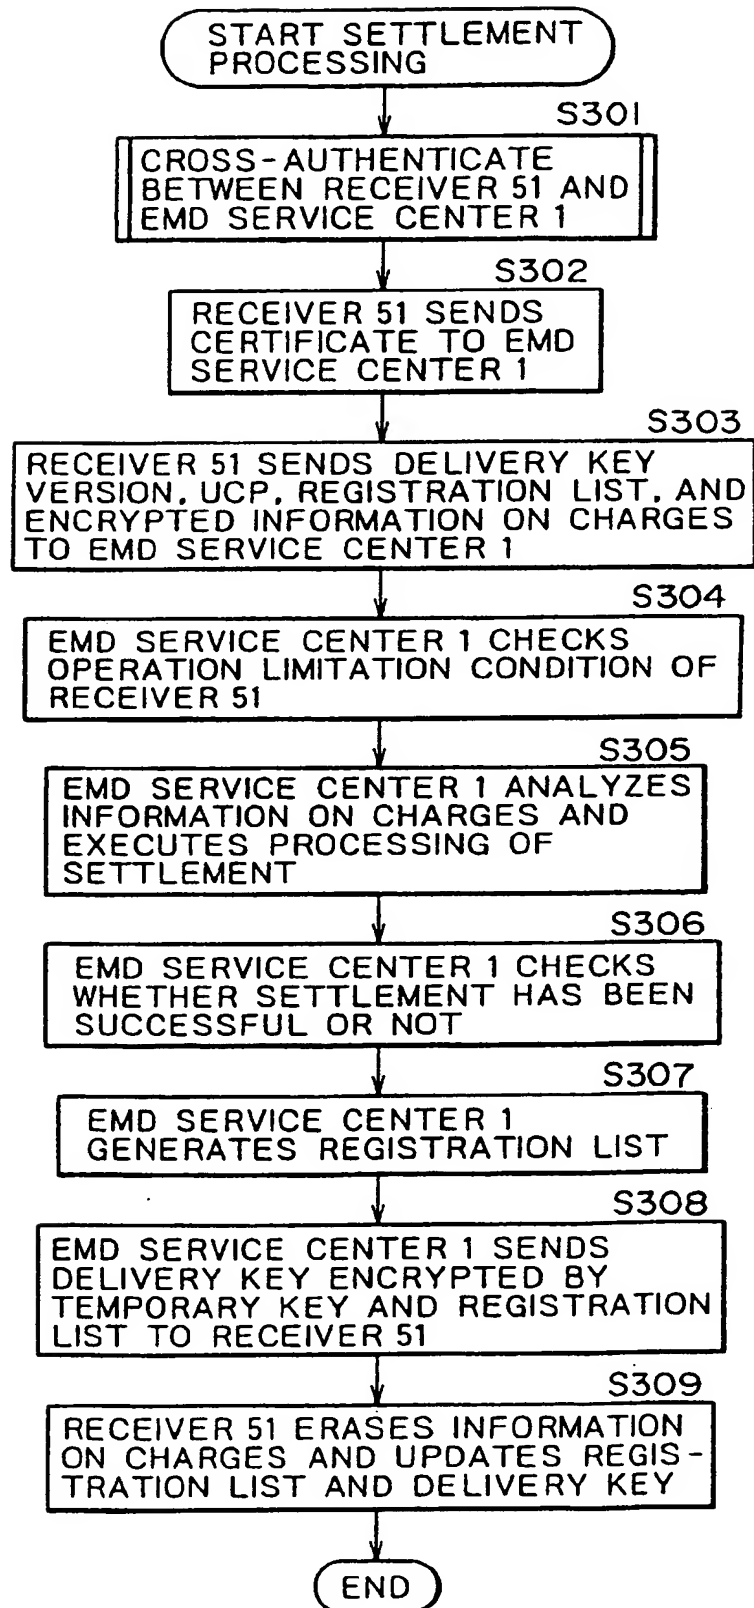 START SETTLEMENT
PROCESSING
S301
CROSS-AUTHENTICATE
BETWEEN RECEIVER 51 AND
EMD SERVICE CENTER 1
S302
RECEIVER 51 SENDS
CERTIFICATE TO EMD
SERVICE CENTER 1
S303
RECEIVER 51 SENDS DELIVERY KEY
VERSION, UCP, REGISTRATION LIST, AND
ENCRYPTED INFORMATION ON CHARGES
TO EMD SERVICE CENTER 1
S304
EMD SERVICE CENTER 1 CHECKS
OPERATION LIMITATION CONDITION OF
RECEIVER 51
S305
EMD SERVICE CENTER 1 ANALYZES
INFORMATION ON CHARGES AND
EXECUTES PROCESSING OF
SETTLEMENT
S306
EMD SERVICE CENTER 1 CHECKS
WHETHER SETTLEMENT HAS BEEN
SUCCESSFUL OR NOT
S307
EMD SERVICE CENTER 1
GENERATES REGISTRATION LIST
S308
EMD SERVICE CENTER 1 SENDS
DELIVERY KEY ENCRYPTED BY
TEMPORARY KEY AND REGISTRATION
LIST TO RECEIVER 51
S309
RECEIVER 51 ERASES INFORMATION
ON CHARGES AND UPDATES REGIS-
TRATION LIST AND DELIVERY KEY
END